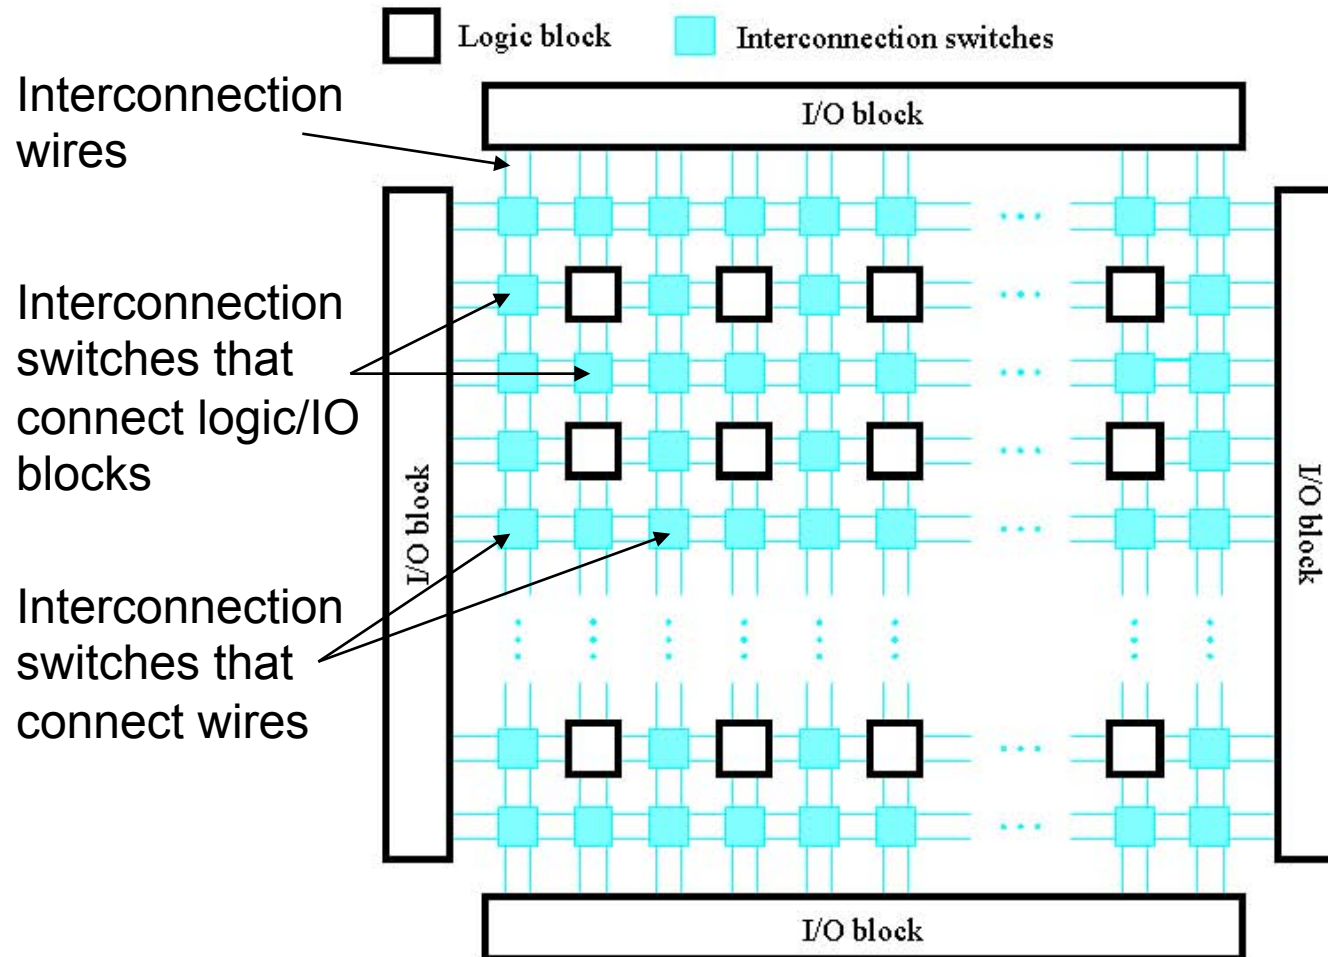 Logic block
Interconnection switches
Interconnection
wires
I/O block
Interconnection
switches that
connect logic/IO
blocks
I/O block
I/O block
Interconnection
switches that
connect wires
I/O block